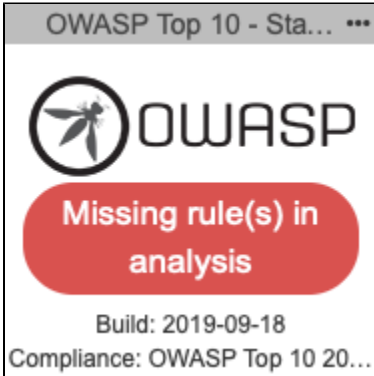 OWASP Top 10 - Sta... •••
OWASP
Missing rule(s) in
analysis
Build: 2019-09-18
Compliance: OWASP Top 10 20...